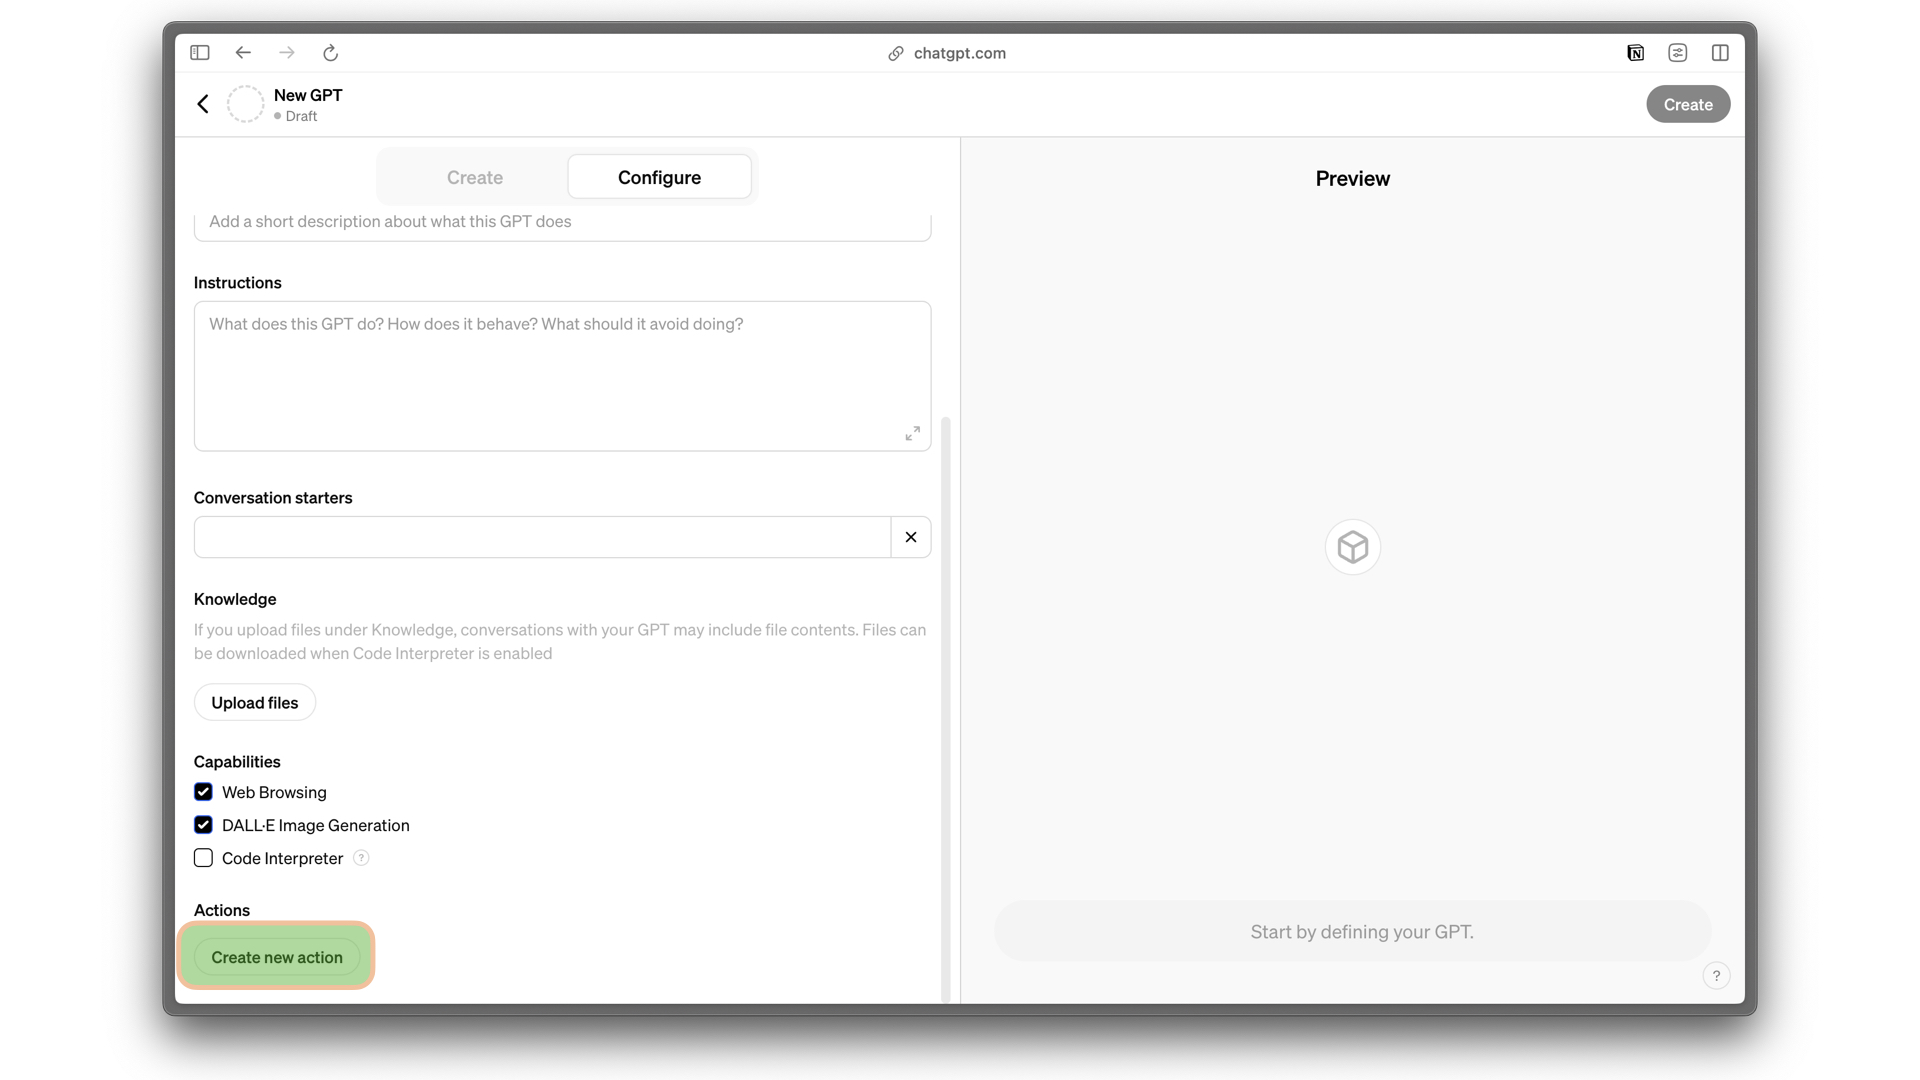 chatgpt.com
New GPT
Draft
Create
Create
Configure
Preview
Add a short description about what this GPT does
Instructions
What does this GPT do? How does it behave? What should it avoid doing?
Conversation starters
Knowledge
If you upload files under Knowledge, conversations with your GPT may include file contents. Files can
be downloaded when Code Interpreter is enabled
Upload files
Capabilities
Web Browsing
DALL·E Image Generation
Code Interpreter ?
Actions
Create new action
Start by defining your GPT.
?